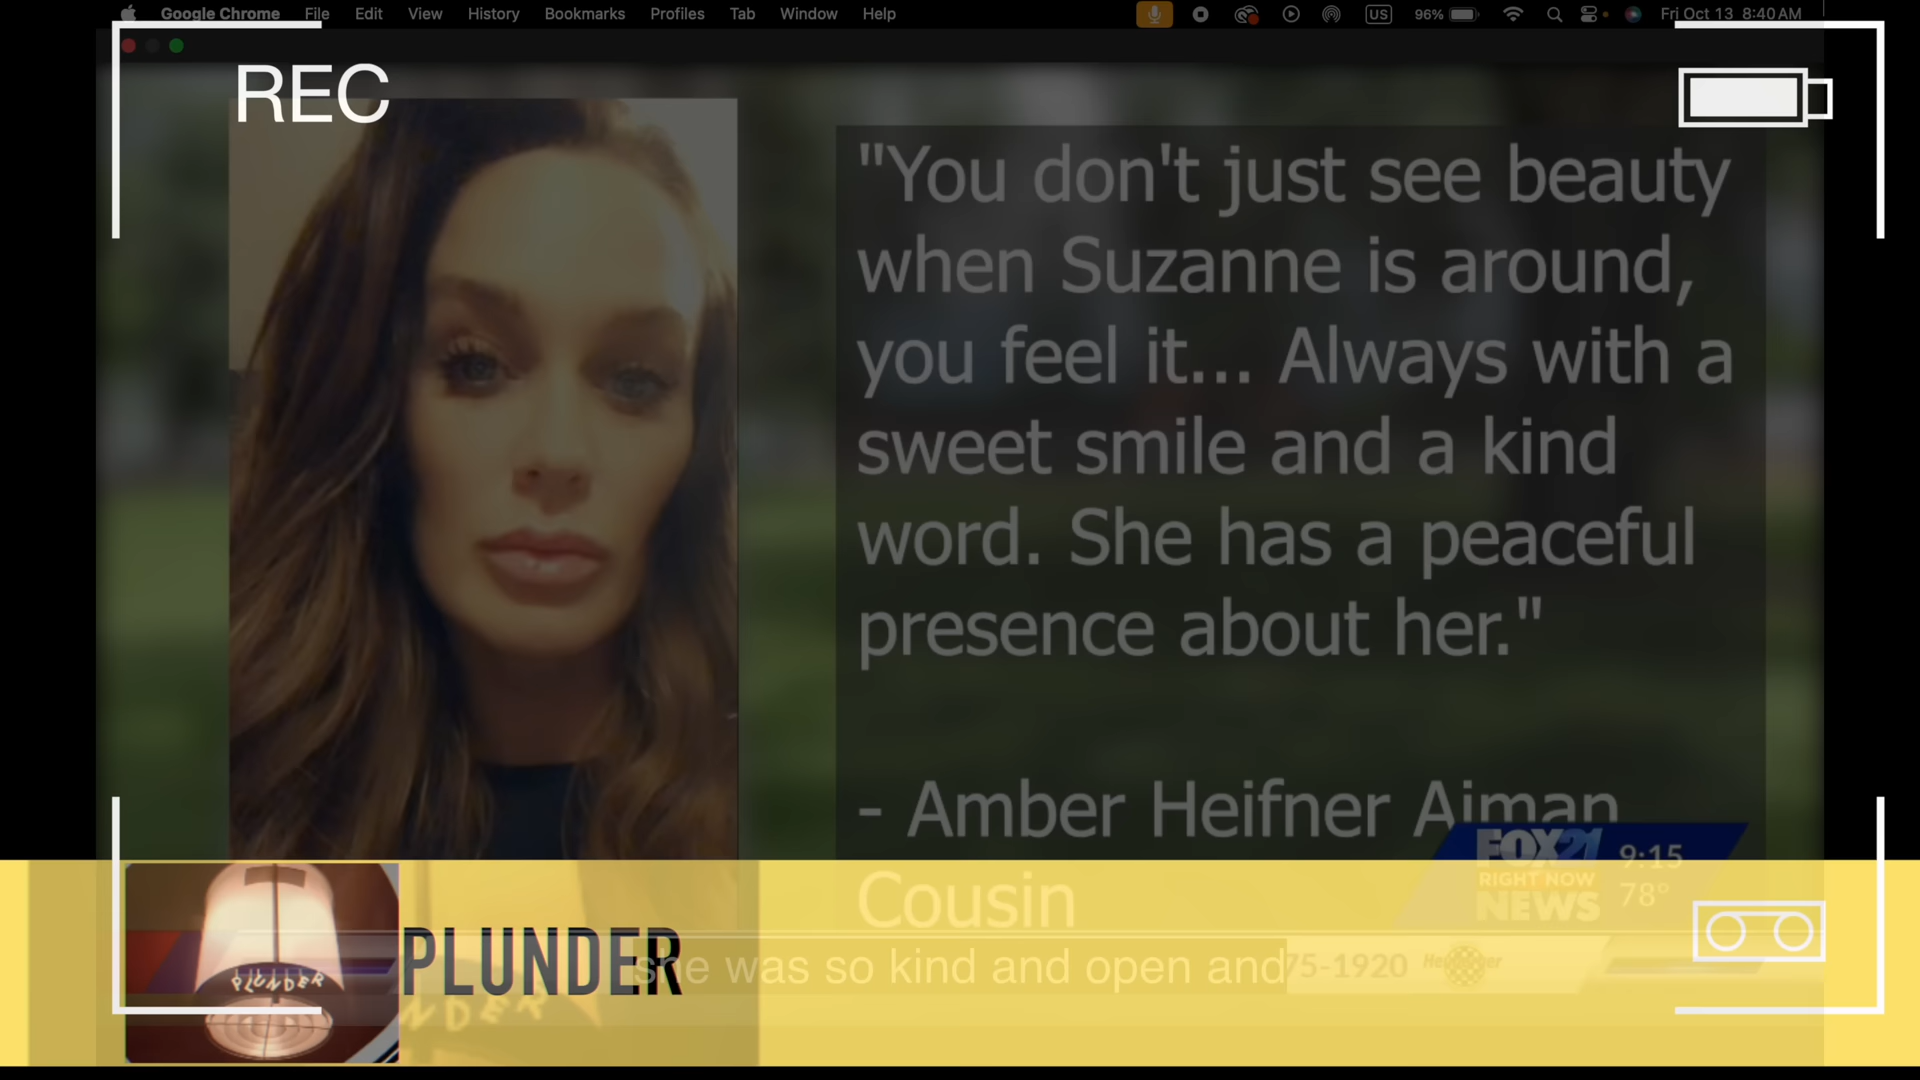 Google Chrome File Edit View History Bookmarks Profiles Tab Window Help
US 96% Fri Oct 13 8:40 AM
REC
"You don't just see beauty
when Suzanne is around,
you feel it... Always with a
sweet smile and a kind
word. She has a peaceful
presence about her."
- Amber Heifner Aiman
Cousin
FOX21
RIGHT NOW
NEWS
9:15
78°
PLUNDER
PLUNDER
she was so kind and open and
75-1920